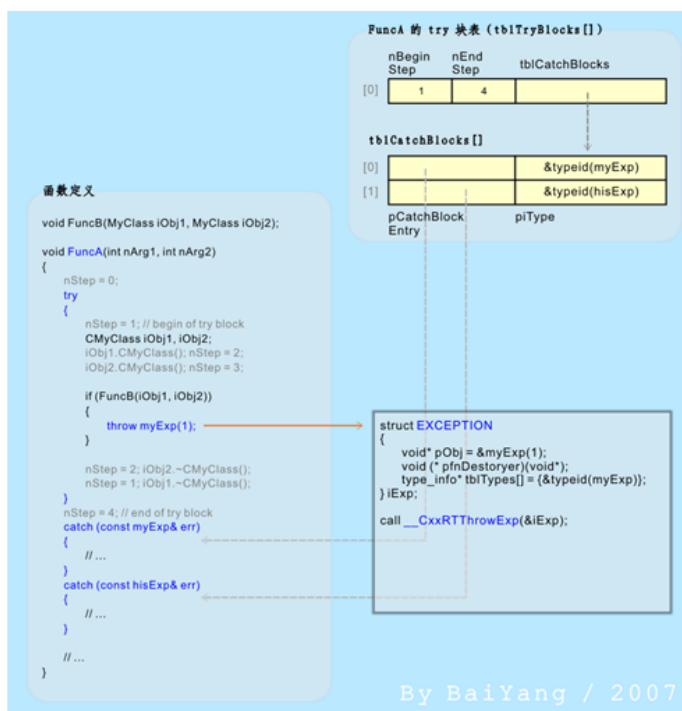 FuncA 的 try 块表 (tblTryBlocks[])
nBegin Step
nEnd Step
tblCatchBlocks
[0]
1
4
tblCatchBlocks[]
[0]
&typeid(myExp)
[1]
&typeid(hisExp)
pCatchBlock Entry
piType
函数定义
void FuncB(MyClass iObj1, MyClass iObj2);
void FuncA(int nArg1, int nArg2)
{
nStep = 0;
try
{
nStep = 1; // begin of try block
CMyClass iObj1, iObj2;
iObj1.CMyClass(); nStep = 2;
iObj2.CMyClass(); nStep = 3;
if (FuncB(iObj1, iObj2))
{
throw myExp(1);
}
nStep = 2; iObj2.~CMyClass();
nStep = 1; iObj1.~CMyClass();
}
nStep = 4; // end of try block
catch (const myExp& err)
{
// ...
}
catch (const hisExp& err)
{
// ...
}
// ...
}
struct EXCEPTION
{
void* pObj = &myExp(1);
void (* pfnDestoryer)(void*);
type_info* tblTypes[] = {&typeid(myExp)};
} iExp;
call __CxxRTThrowExp(&iExp);
By BaiYang / 2007